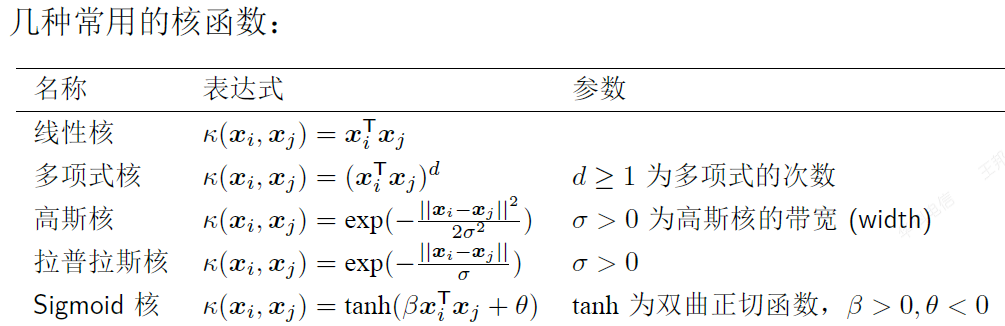 几种常用的核函数：
名称 表达式 参数
线性核 κ(𝒙ᵢ, 𝒙ⱼ) = 𝒙ᵢᵀ𝒙ⱼ
多项式核 κ(𝒙ᵢ, 𝒙ⱼ) = (𝒙ᵢᵀ𝒙ⱼ)ᵈ d ≥ 1 为多项式的次数
高斯核 κ(𝒙ᵢ, 𝒙ⱼ) = exp(−||𝒙ᵢ−𝒙ⱼ||²/2σ²) σ > 0 为高斯核的带宽 (width)
拉普拉斯核 κ(𝒙ᵢ, 𝒙ⱼ) = exp(−||𝒙ᵢ−𝒙ⱼ||/σ) σ > 0
Sigmoid 核 κ(𝒙ᵢ, 𝒙ⱼ) = tanh(β𝒙ᵢᵀ𝒙ⱼ + θ) tanh 为双曲正切函数，β > 0, θ < 0